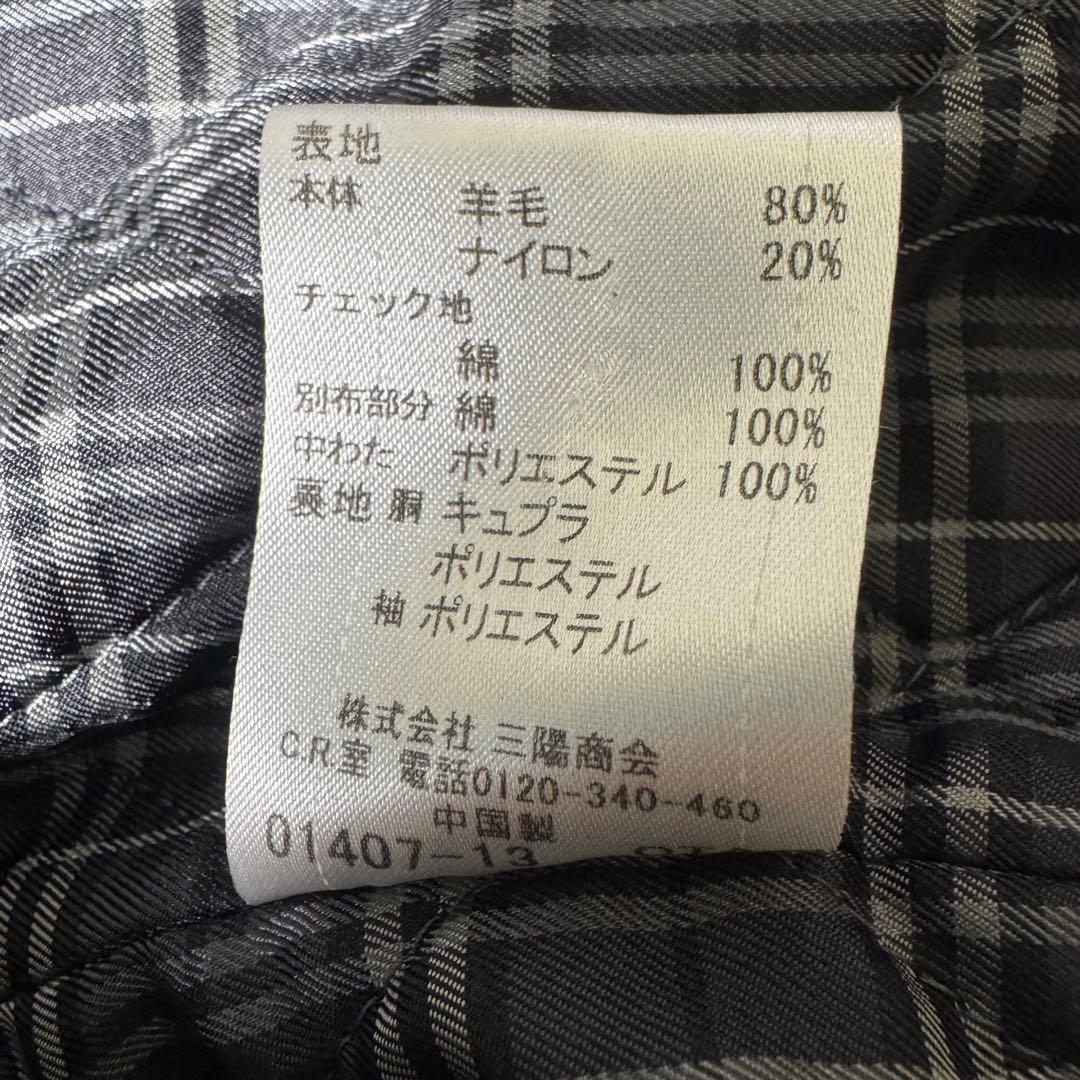 表地
本体 羊毛 80%
ナイロン 20%
チェック地
綿 100%
別布部分 綿 100%
中わた ポリエステル 100%
裏地 胴 キュプラ
ポリエステル
袖 ポリエステル
株式会社 三陽商会
C.R.室 電話0120-340-460
中国製
01407-13